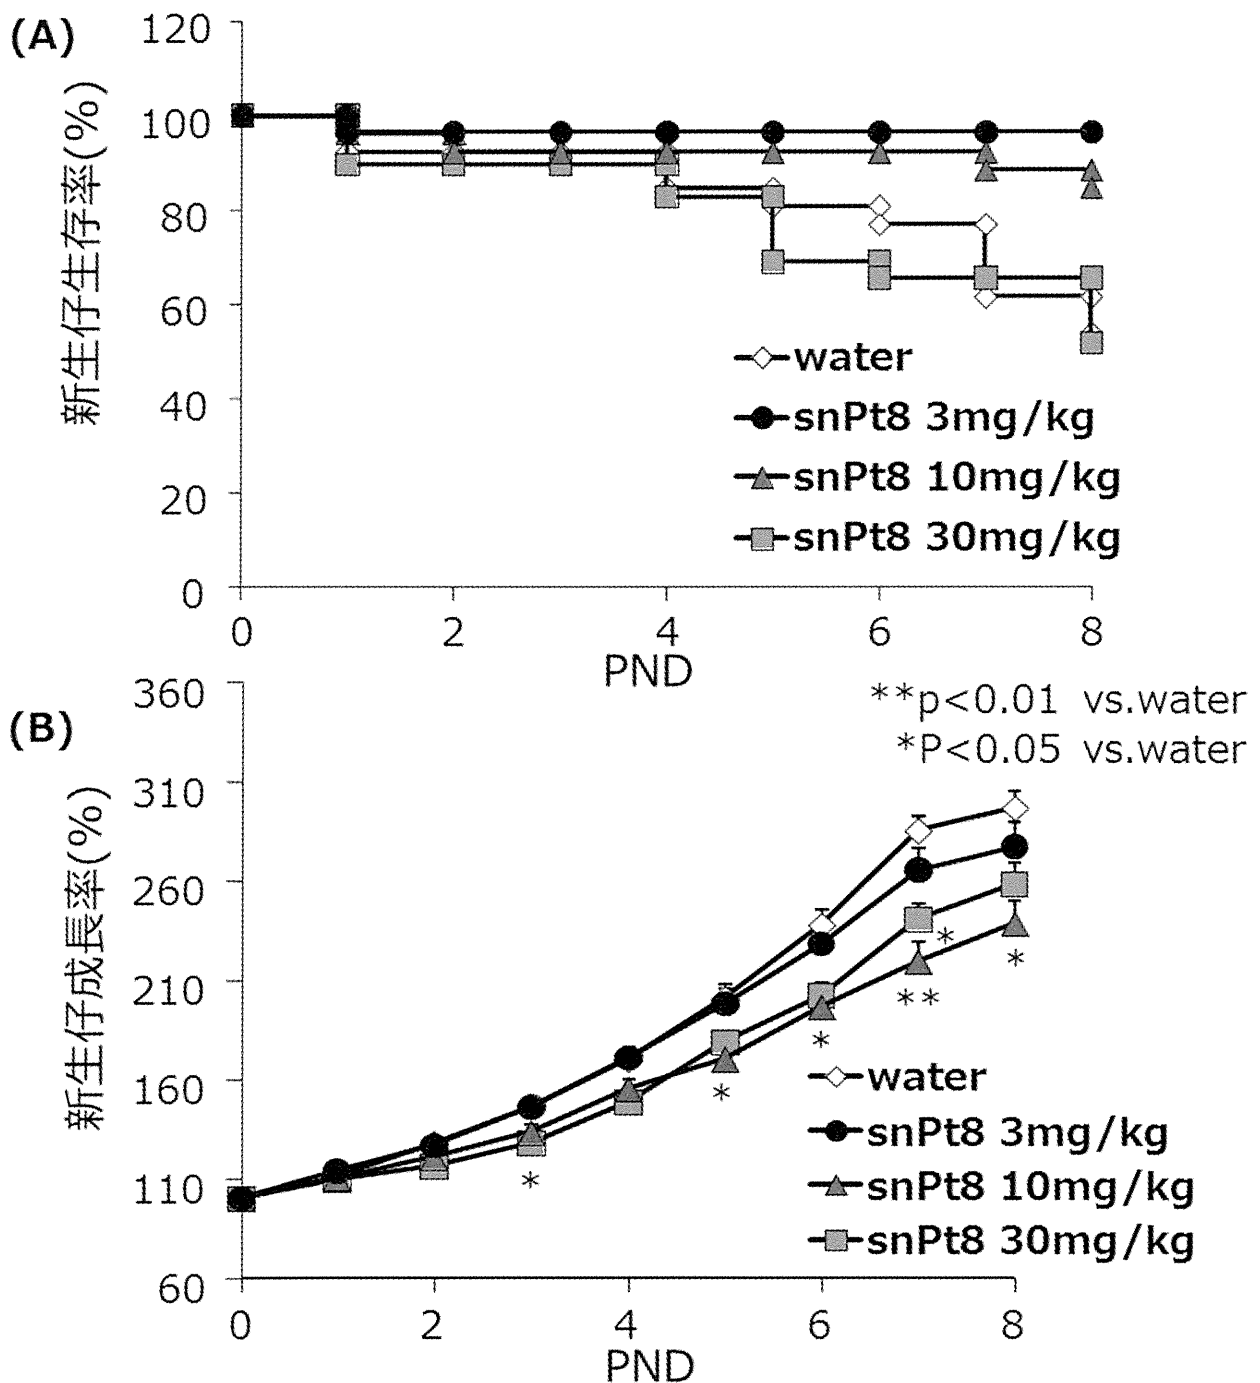 (A)
新生仔生存率(%)
120
100
80
60
40
20
0
water
snPt8 3mg/kg
snPt8 10mg/kg
snPt8 30mg/kg
0 2 4 6 8
PND
(B)
新生仔成長率(%)
**p<0.01 vs.water
*P<0.05 vs.water
360
310
260
210
160
110
60
*
*
**
*
*
*
water
snPt8 3mg/kg
snPt8 10mg/kg
snPt8 30mg/kg
0 2 4 6 8
PND